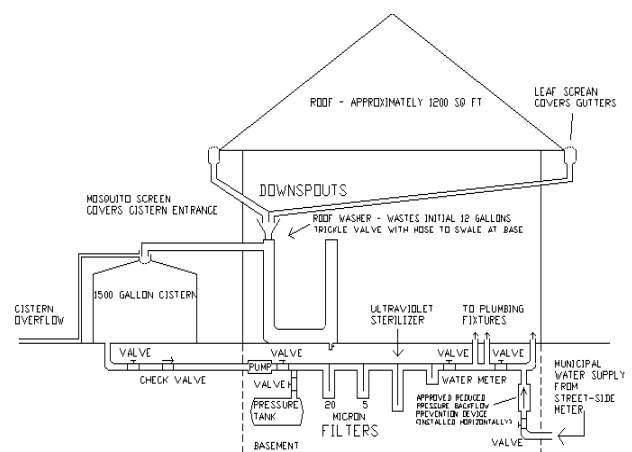 ROOF - APPROXIMATELY 1200 SQ FT
LEAF SCREAN
COVERS GUTTERS
DOWNSPOUTS
MOSQUITO SCREEN
COVERS CISTERN ENTRANCE
ROOF WASHER - WASTES INITIAL 12 GALLONS
TRICKLE VALVE WITH HOSE TO SWALE AT BASE
1500 GALLON CISTERN
CISTERN
OVERFLOW
ULTRAVIOLET
STERILIZER
TO PLUMBING
FIXTURES
VALVE
CHECK VALVE
PUMP
VALVE
VALVE
PRESSURE
TANK
20
5
MICRON
FILTERS
VALVE
WATER METER
VALVE
APPROVED REDUCED
PRESSURE BACKFLOW
PREVENTION DEVICE
(INSTALLED HORIZONTALLY)
VALVE
MUNICIPAL
WATER SUPPLY
FROM
STREET-SIDE
METER
BASEMENT